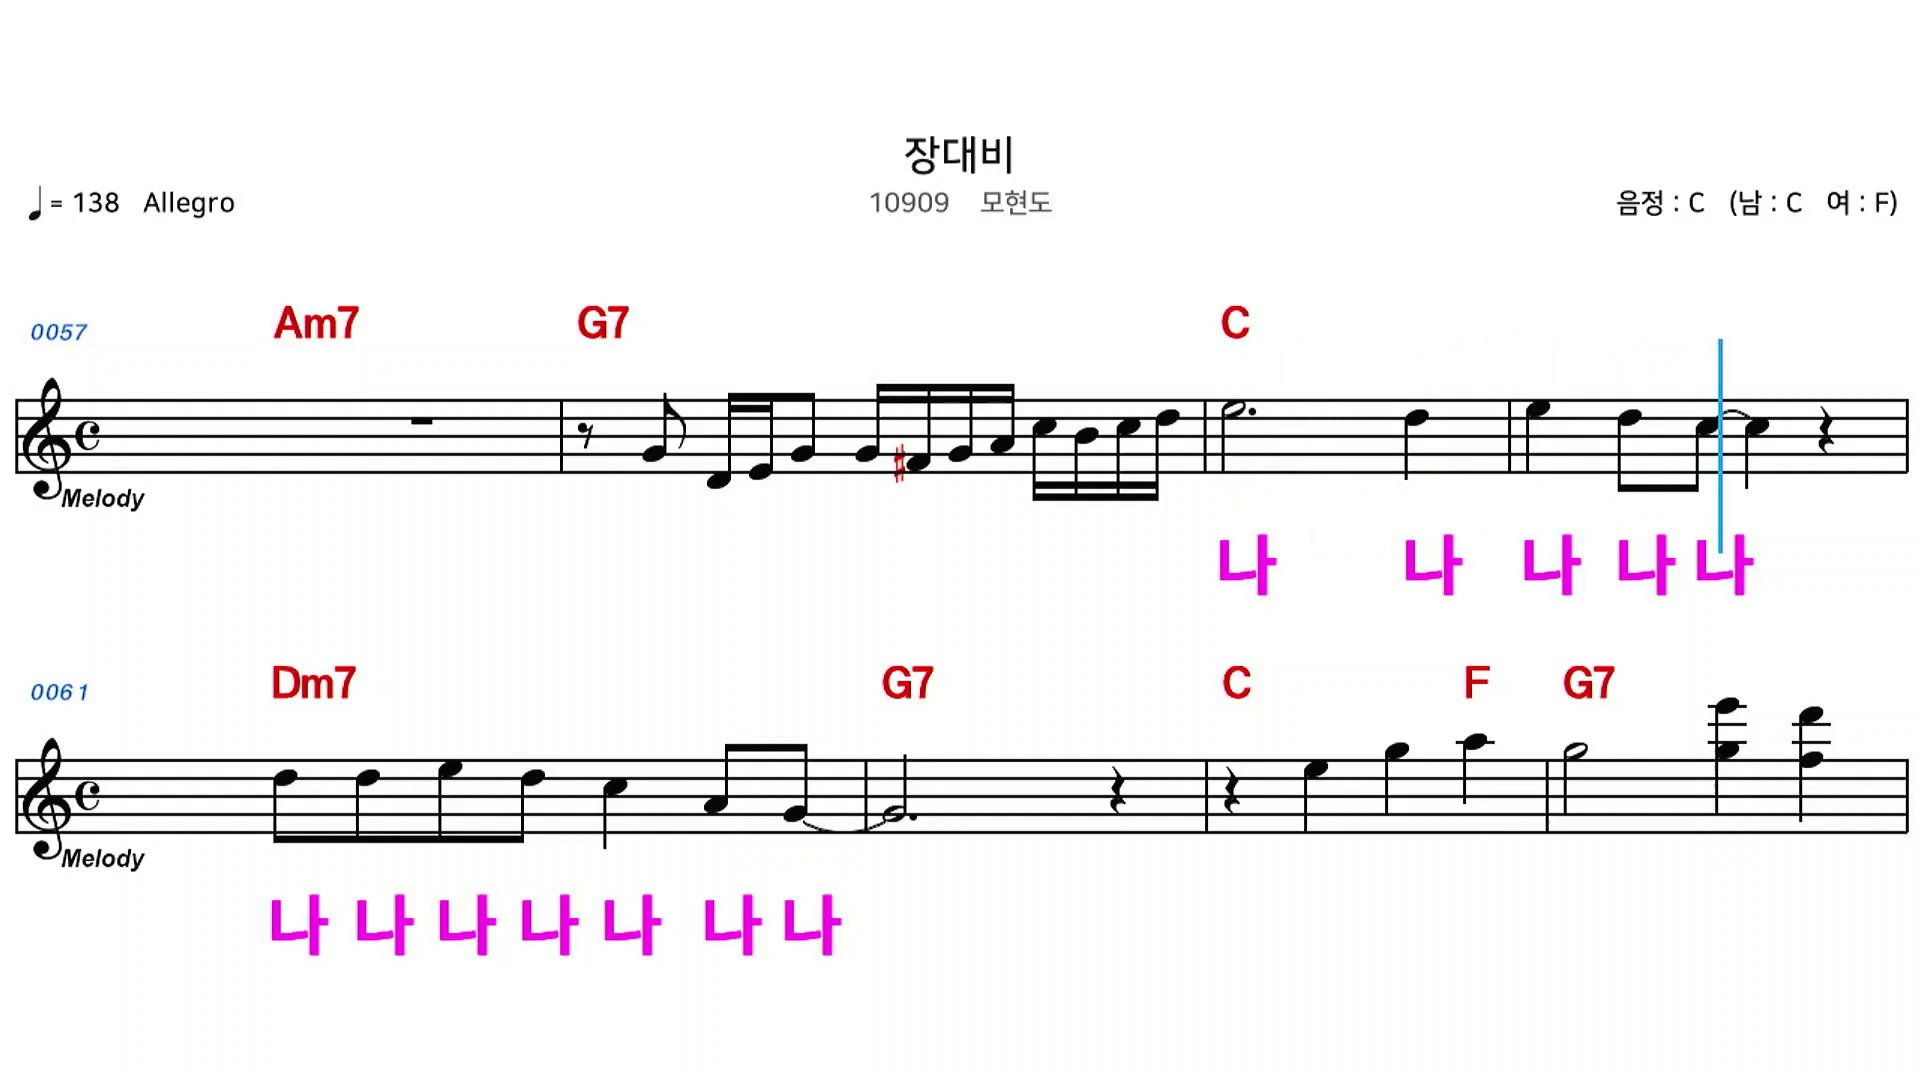 장대비
♩ = 138 Allegro
10909 모현도
음정 : C (남 : C 여 : F)
0057 Am7 G7 C
Melody
나 나 나 나 나
0061 Dm7 G7 C F G7
Melody
나 나 나 나 나 나 나